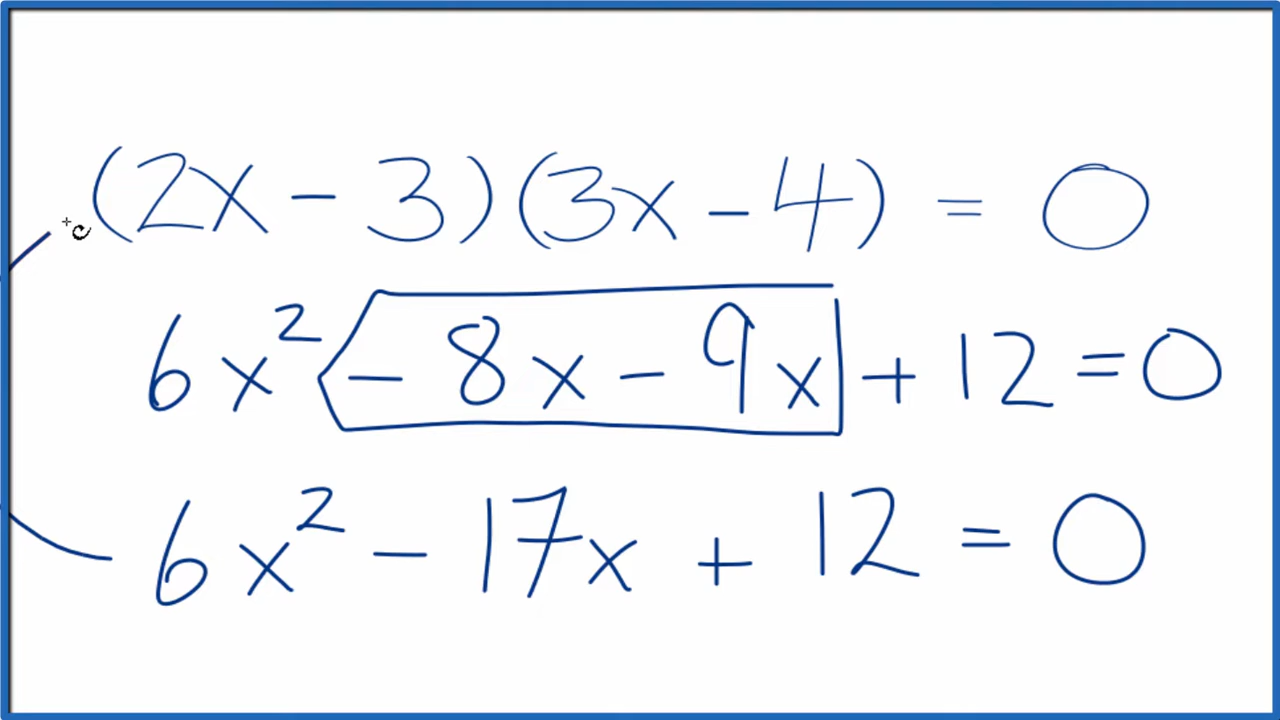 (2x - 3)(3x - 4) = 0
6x² - 8x - 9x + 12 = 0
6x² - 17x + 12 = 0